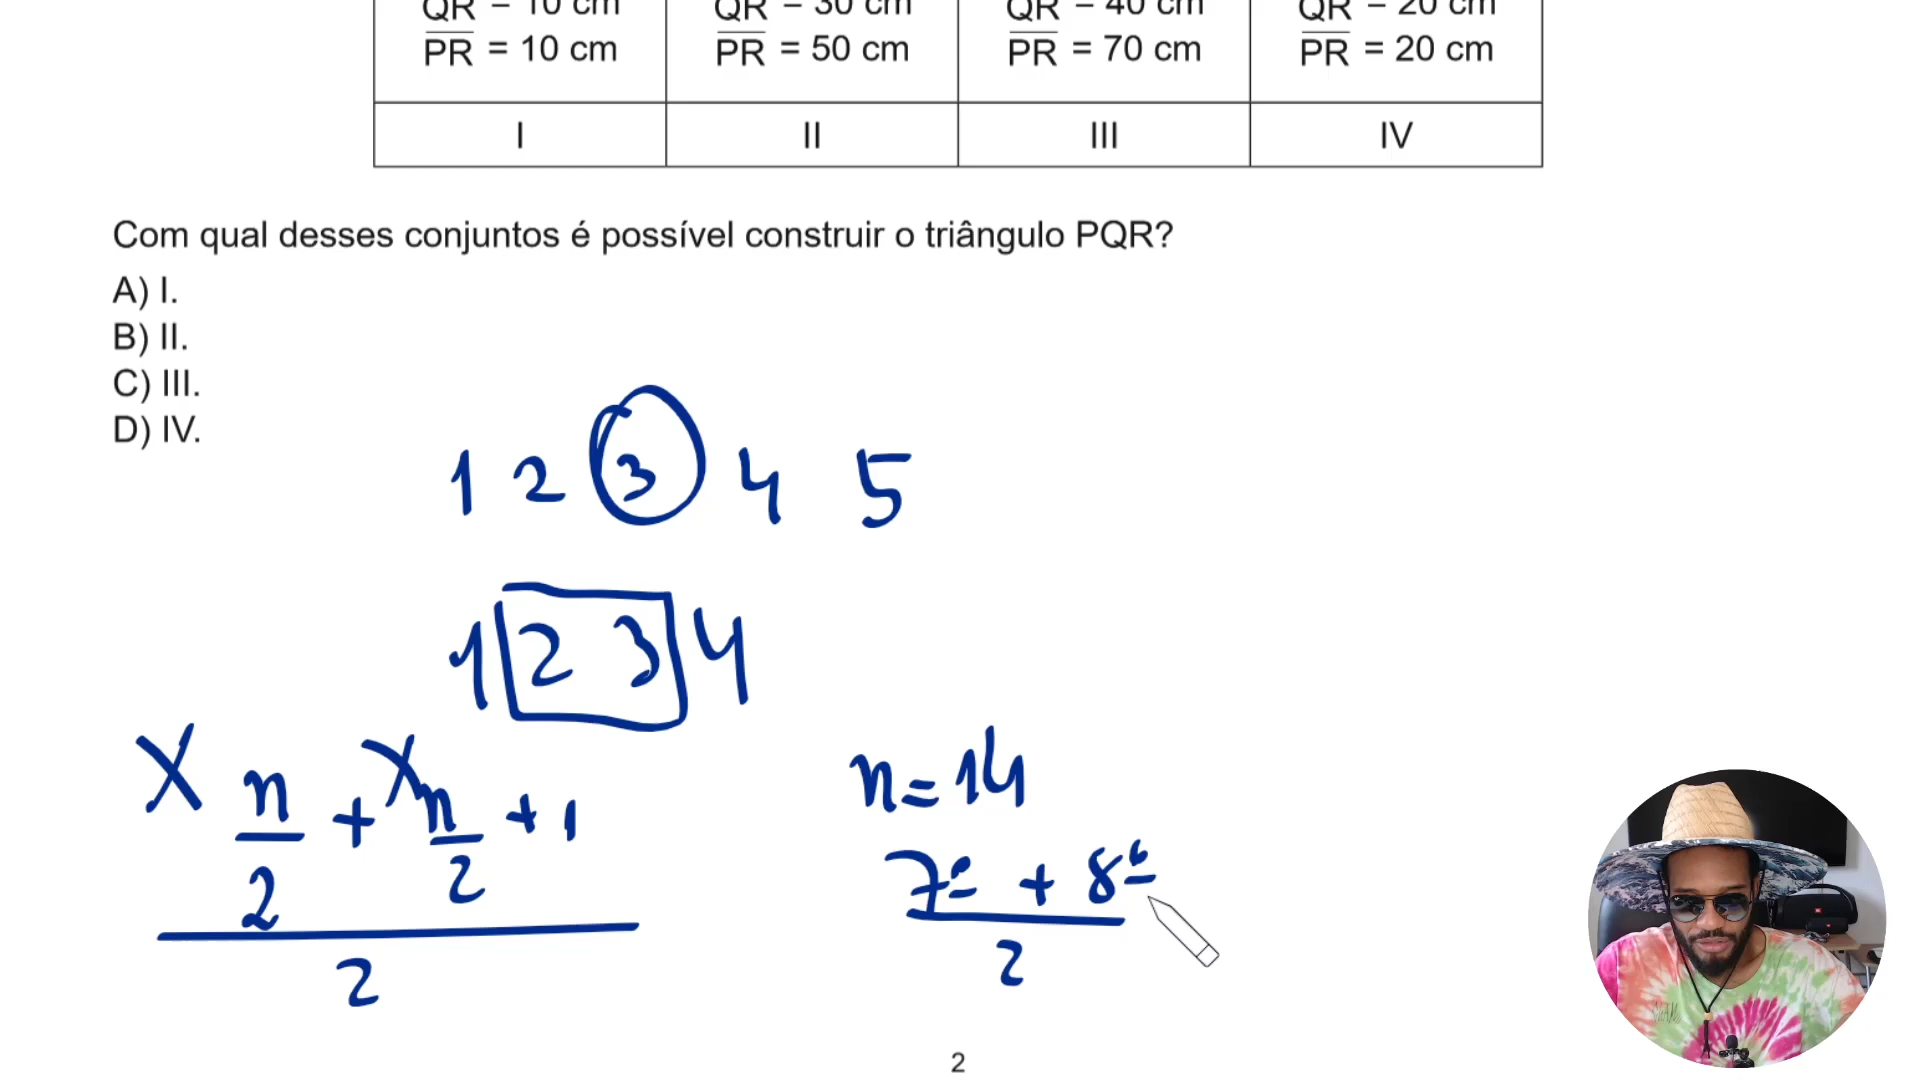 QR = 10 cm QR = 30 cm QR = 40 cm QR = 20 cm
PR = 10 cm PR = 50 cm PR = 70 cm PR = 20 cm
I II III IV
Com qual desses conjuntos é possível construir o triângulo PQR?
A) I.
B) II.
C) III.
D) IV.
1 2 3 4 5
1 2 3 4
X n/2 + X n/2 + 1
2
n = 14
7º + 8º
2
2